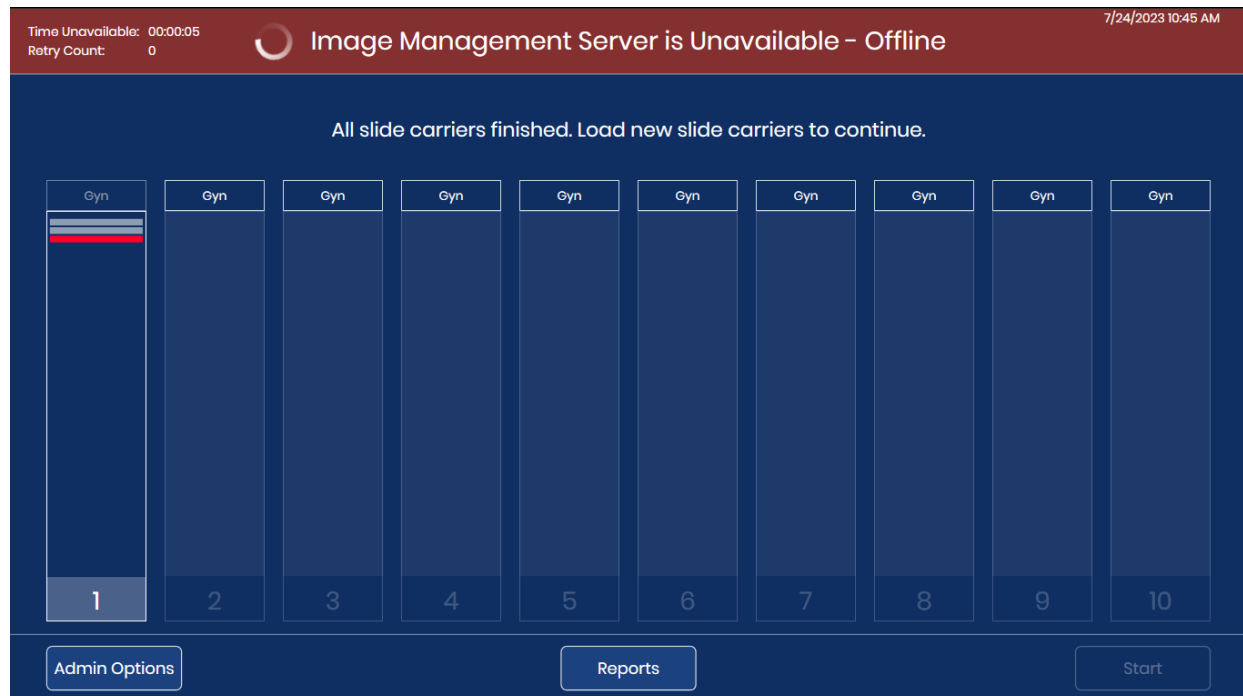 Time Unavailable: 00:00:05
Retry Count: 0
Image Management Server is Unavailable - Offline
7/24/2023 10:45 AM
All slide carriers finished. Load new slide carriers to continue.
Gyn Gyn Gyn Gyn Gyn Gyn Gyn Gyn Gyn Gyn
1 2 3 4 5 6 7 8 9 10
Admin Options Reports Start